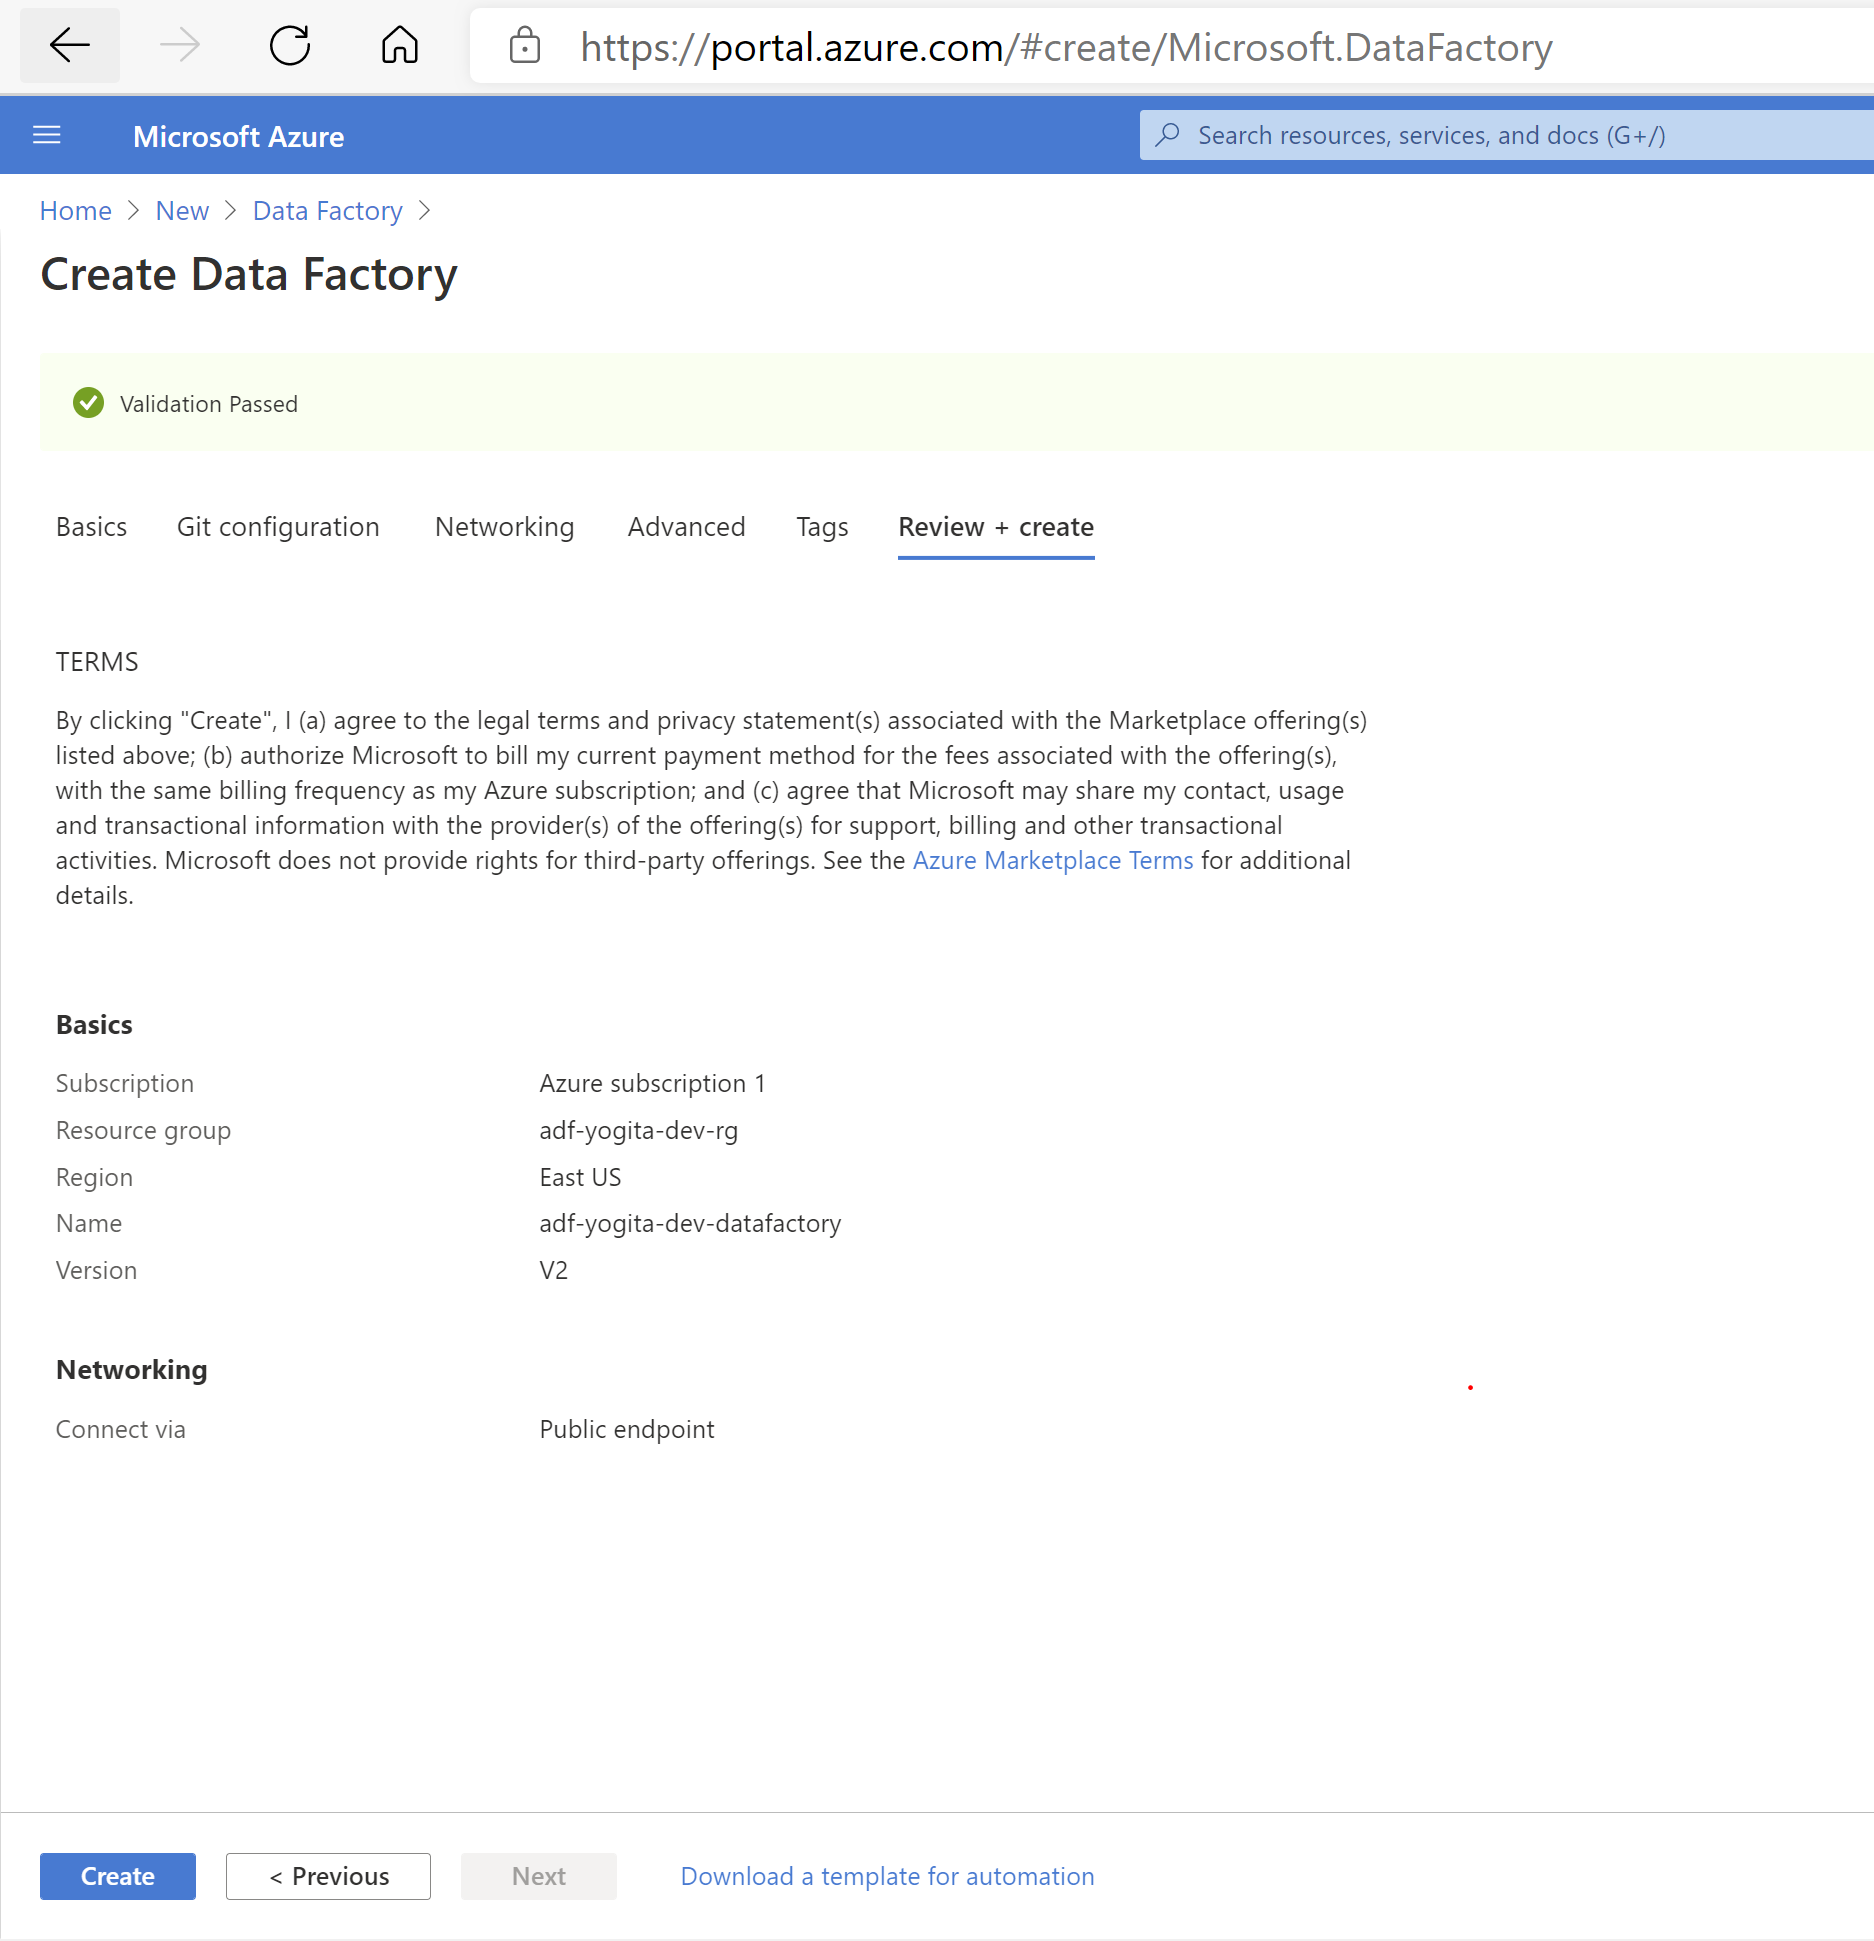 https://portal.azure.com/#create/Microsoft.DataFactory
Microsoft Azure
Search resources, services, and docs (G+/)
Home > New > Data Factory >
Create Data Factory
Validation Passed
Basics Git configuration Networking Advanced Tags Review + create
TERMS
By clicking "Create", I (a) agree to the legal terms and privacy statement(s) associated with the Marketplace offering(s)
listed above; (b) authorize Microsoft to bill my current payment method for the fees associated with the offering(s),
with the same billing frequency as my Azure subscription; and (c) agree that Microsoft may share my contact, usage
and transactional information with the provider(s) of the offering(s) for support, billing and other transactional
activities. Microsoft does not provide rights for third-party offerings. See the Azure Marketplace Terms for additional
details.
Basics
Subscription Azure subscription 1
Resource group adf-yogita-dev-rg
Region East US
Name adf-yogita-dev-datafactory
Version V2
Networking
Connect via Public endpoint
Create < Previous Next Download a template for automation